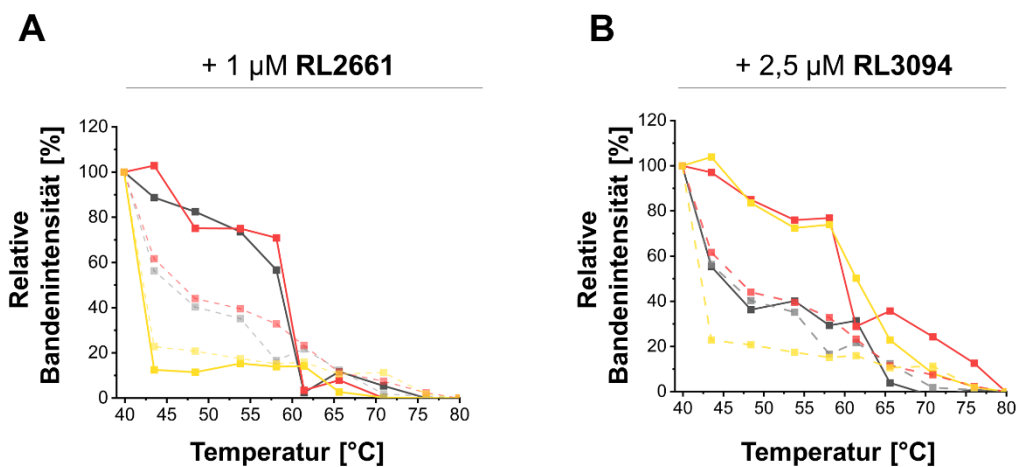 A
+ 1 µM RL2661
Relative
Bandenintensität [%]
120
100
80
60
40
20
0
40 45 50 55 60 65 70 75 80
Temperatur [°C]
B
+ 2,5 µM RL3094
Relative
Bandenintensität [%]
120
100
80
60
40
20
0
40 45 50 55 60 65 70 75 80
Temperatur [°C]